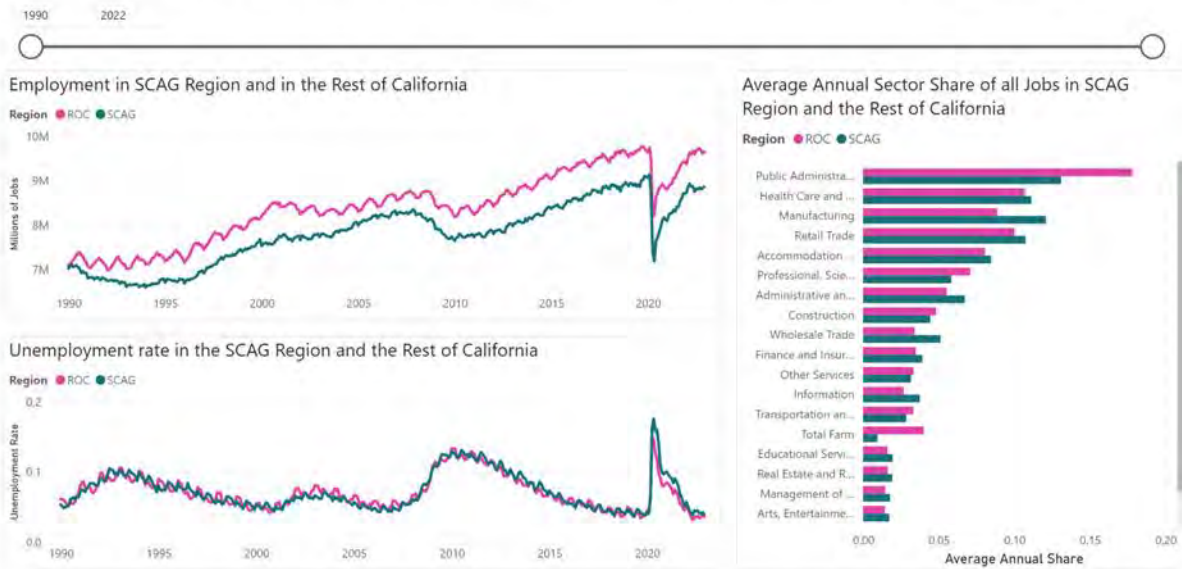 1990 2022
Employment in SCAG Region and in the Rest of California
Region ROC SCAG
10M
9M
8M
7M
Millions of Jobs
1990 1995 2000 2005 2010 2015 2020
Unemployment rate in the SCAG Region and the Rest of California
Region ROC SCAG
0.2
0.1
0.0
Unemployment Rate
1990 1995 2000 2005 2010 2015 2020
Average Annual Sector Share of all Jobs in SCAG
Region and the Rest of California
Region ROC SCAG
Public Administra...
Health Care and ...
Manufacturing
Retail Trade
Accommodation ...
Professional, Scie...
Administrative an...
Construction
Wholesale Trade
Finance and Insur...
Other Services
Information
Transportation an...
Total Farm
Educational Servi...
Real Estate and R...
Management of ...
Arts, Entertainme...
0.00 0.05 0.10 0.15 0.20
Average Annual Share